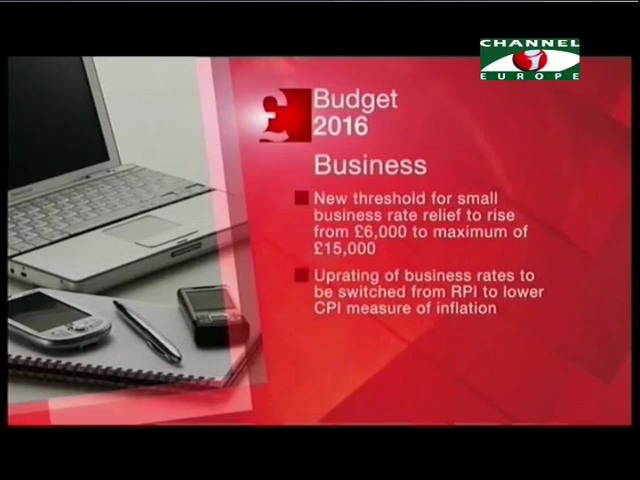 CHANNEL
i
EUROPE
£
Budget
2016
Business
New threshold for small
business rate relief to rise
from £6,000 to maximum of
£15,000
Uprating of business rates to
be switched from RPI to lower
CPI measure of inflation